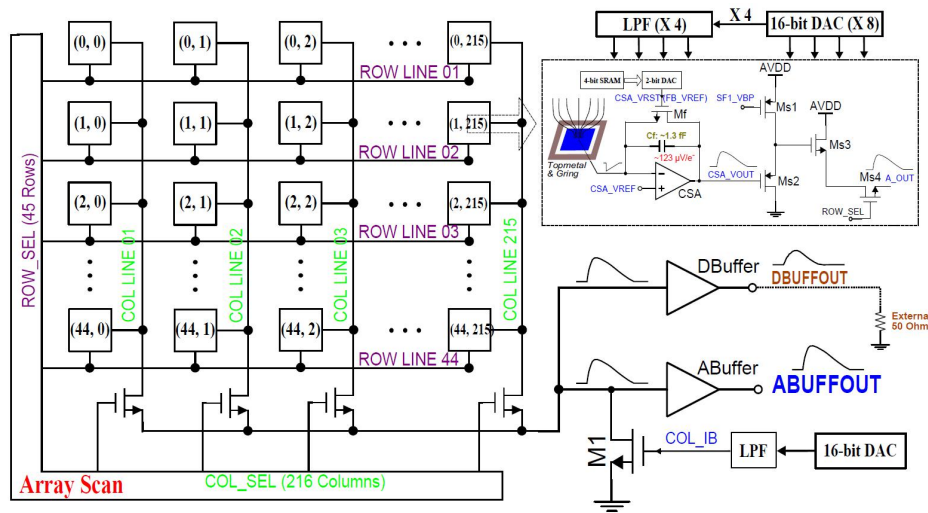 (0, 0)
(0, 1)
(0, 2)
(0, 215)
ROW LINE 01
(1, 0)
(1, 1)
(1, 2)
(1, 215)
ROW LINE 02
(2, 0)
(2, 1)
(2, 2)
(2, 215)
ROW LINE 03
COL LINE 01
COL LINE 02
COL LINE 03
COL LINE 215
(44, 0)
(44, 1)
(44, 2)
(44, 215)
ROW LINE 44
ROW_SEL (45 Rows)
Array Scan
COL_SEL (216 Columns)
LPF (X 4)
X 4
16-bit DAC (X 8)
4-bit SRAM
2-bit DAC
AVDD
CSA_VRST(FB_VREF)
SF1_VBP
Ms1
AVDD
Mf
Cf: ~1.3 fF
~123 μV/e-
Ms3
Topmetal
& Gring
CSA_VREF
CSA
CSA_VOUT
Ms2
Ms4
A_OUT
ROW_SEL
DBuffer
DBUFFOUT
External
50 Ohm
ABuffer
ABUFFOUT
M1
COL_IB
LPF
16-bit DAC